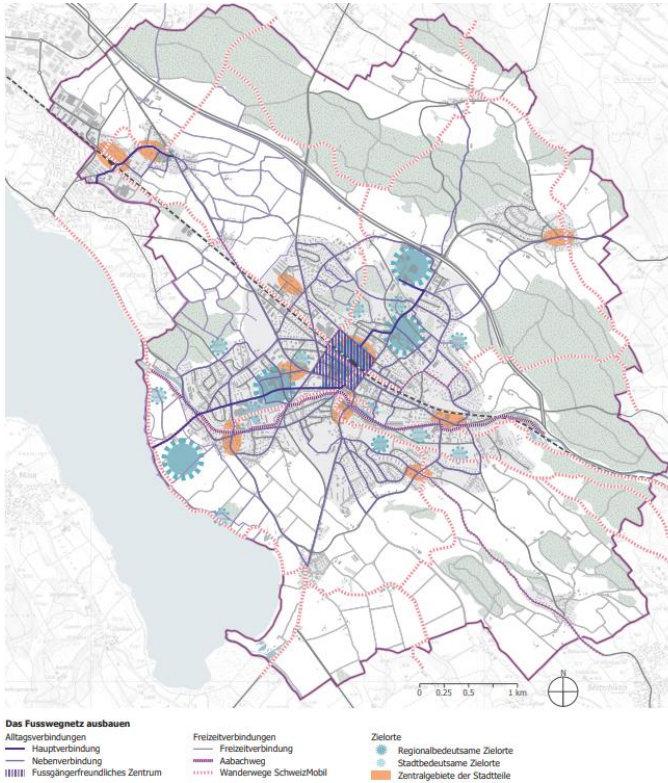 Maur
N
0 0.25 0.5 1 km
Das Fusswegnetz ausbauen
Alltagsverbindungen
Hauptverbindung
Nebenverbindung
Fussgängerfreundliches Zentrum
Freizeitverbindungen
Freizeitverbindung
Aabachweg
Wanderwege SchweizMobil
Zielorte
Regionalbedeutsame Zielorte
Stadtbedeutsame Zielorte
Zentralgebiete der Stadtteile